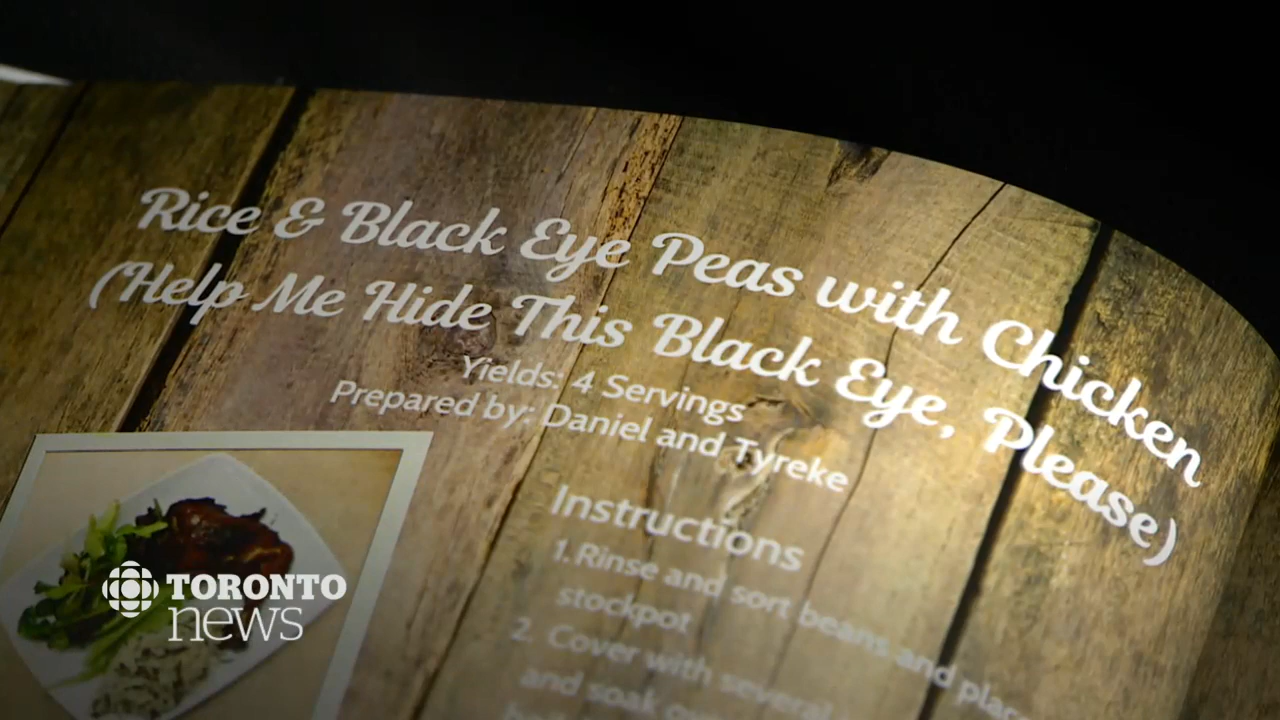 Rice & Black Eye Peas with Chicken
(Help Me Hide This Black Eye, Please)
Yields: 4 Servings
Prepared by: Daniel and Tyreke
Instructions
1. Rinse and sort beans and place
stockpot
2. Cover with several
and soak
TORONTO
news